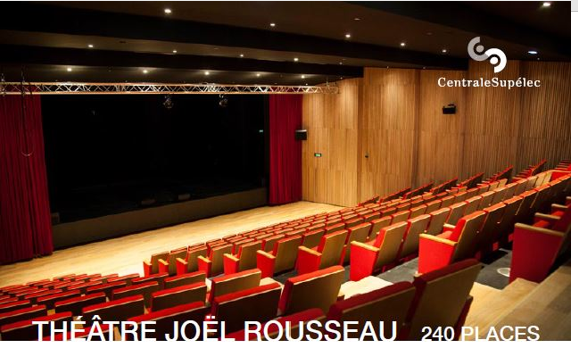 CentraleSupélec
THÉÂTRE JOËL ROUSSEAU 240 PLACES